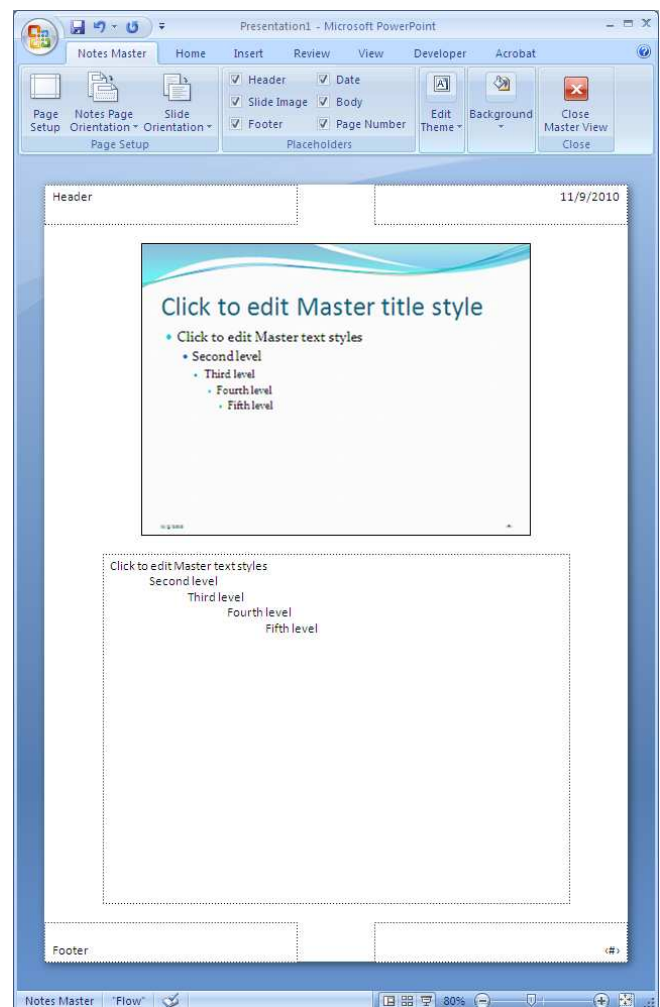 Presentation1 - Microsoft PowerPoint
Notes Master Home Insert Review View Developer Acrobat
Page Setup
Notes Page Orientation
Slide Orientation
Page Setup
Header Date
Slide Image Body
Footer Page Number
Placeholders
Edit Theme
Background
Close Master View
Close
Header 11/9/2010
Click to edit Master title style
Click to edit Master text styles
Second level
Third level
Fourth level
Fifth level
Click to edit Master text styles
Second level
Third level
Fourth level
Fifth level
Footer ‹#›
Notes Master "Flow" 80%